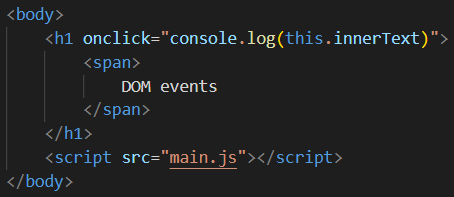 <body>
    <h1 onclick="console.log(this.innerText)">
        <span>
            DOM events
        </span>
    </h1>
    <script src="main.js"></script>
</body>